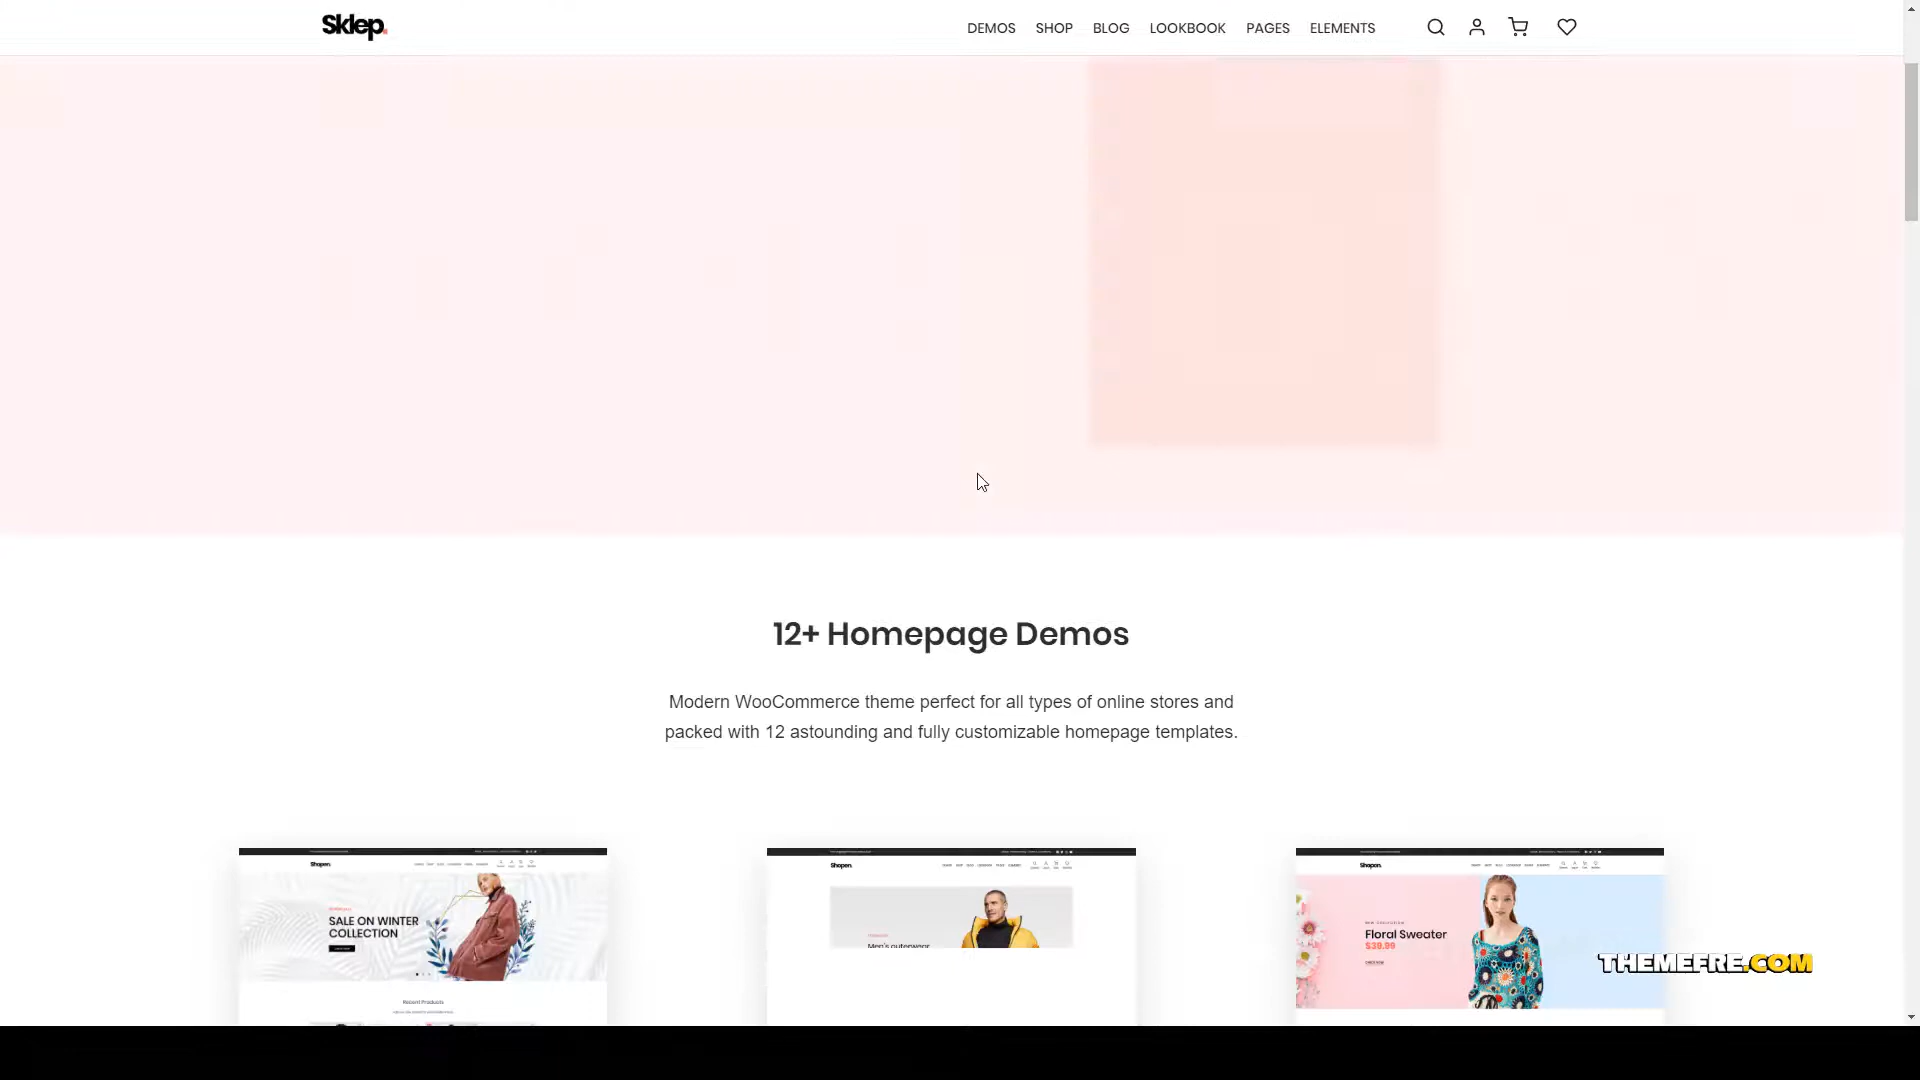 Sklep.
DEMOS SHOP BLOG LOOKBOOK PAGES ELEMENTS
12+ Homepage Demos
Modern WooCommerce theme perfect for all types of online stores and
packed with 12 astounding and fully customizable homepage templates.
Shopen.
SALE ON WINTER
COLLECTION
Recent Products
Shopen.
Men's outerwear
Shopen.
Floral Sweater
$39.99
THEMEFRE.COM